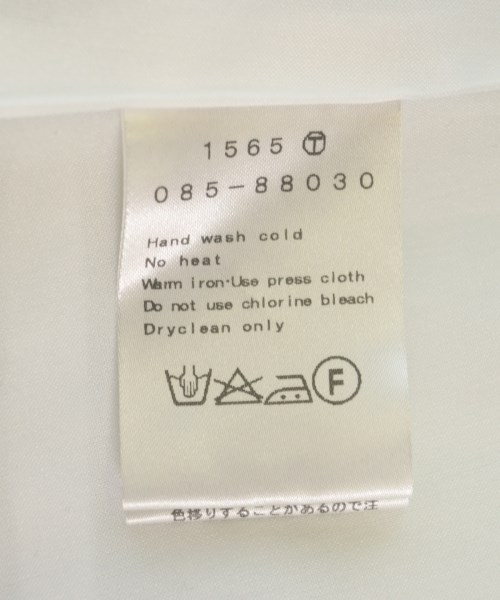 1565 Ⓣ
085-88030
Hand wash cold
No heat
Warm iron·Use press cloth
Do not use chlorine bleach
Dryclean only
F
色移りすることがあるので注